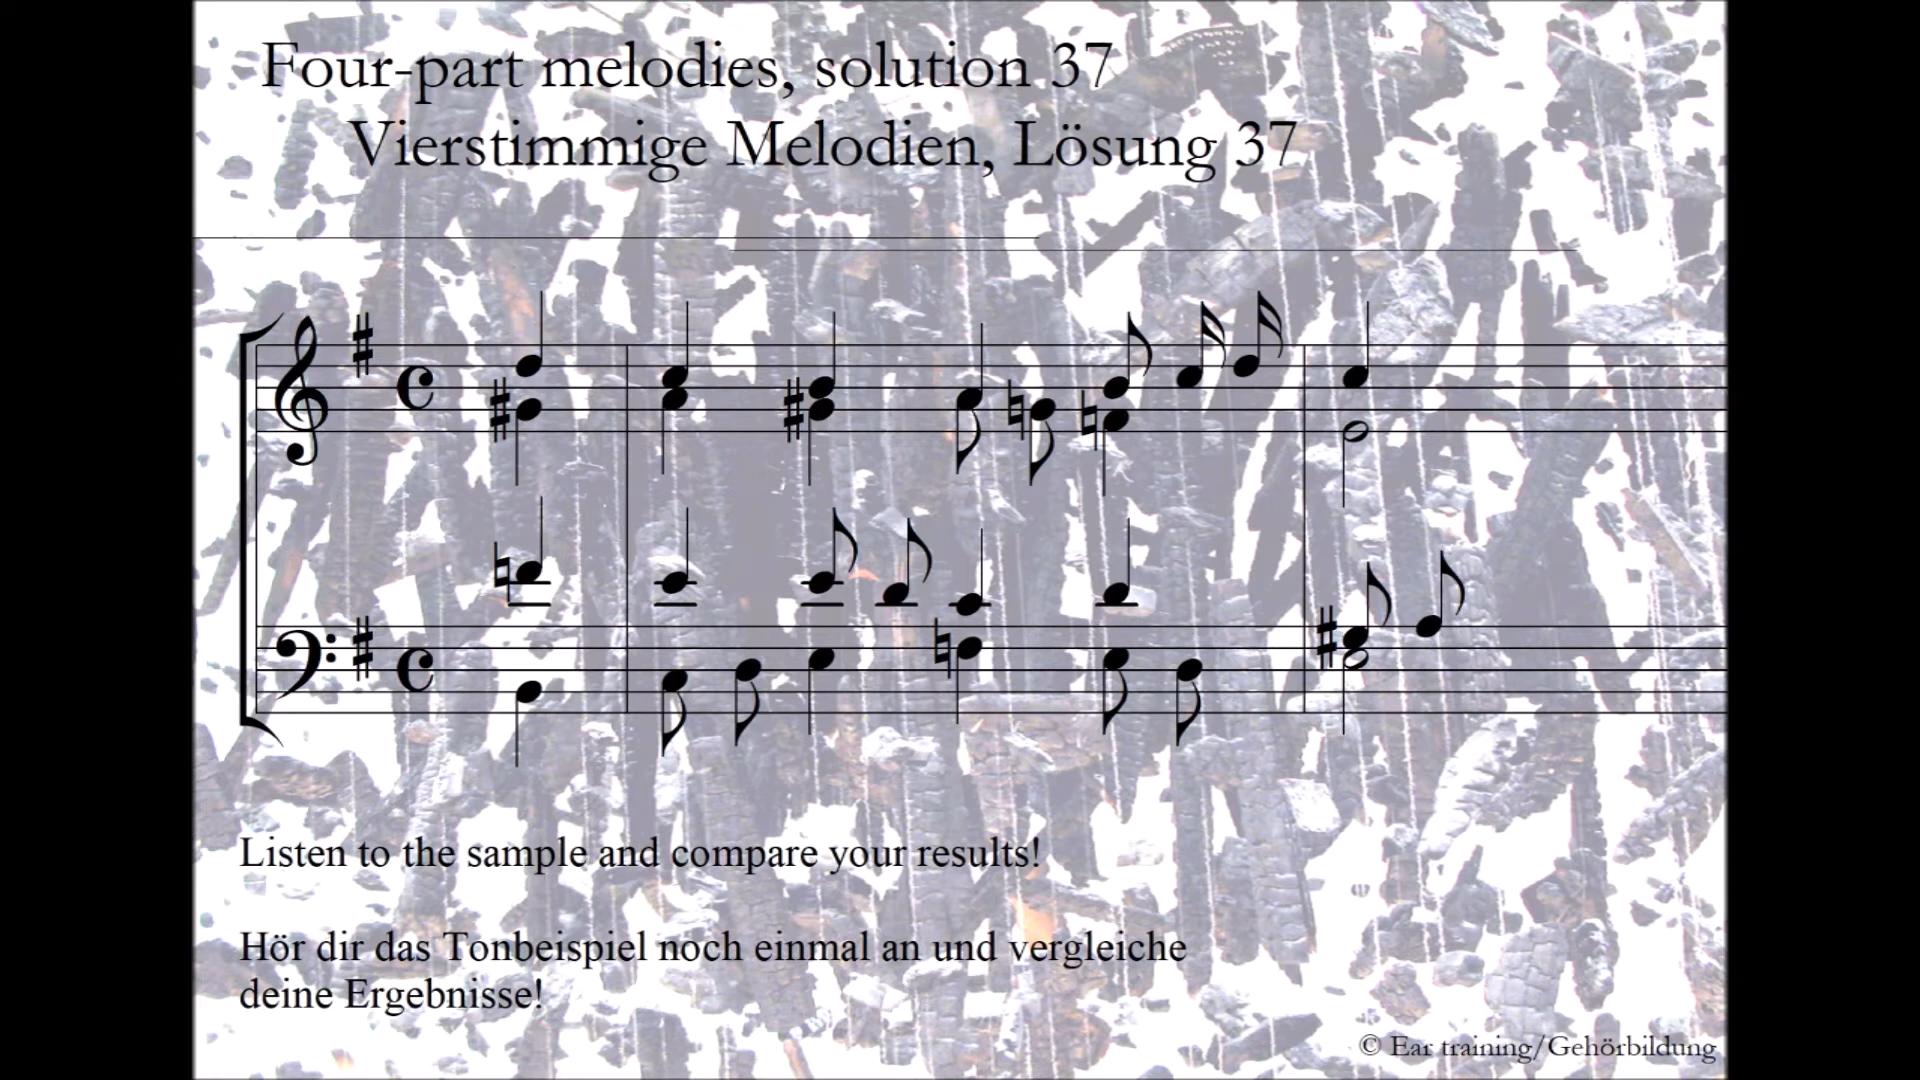 Four-part melodies, solution 37
Vierstimmige Melodien, Lösung 37
Listen to the sample and compare your results!
Hör dir das Tonbeispiel noch einmal an und vergleiche
deine Ergebnisse!
© Ear training/Gehörbildung